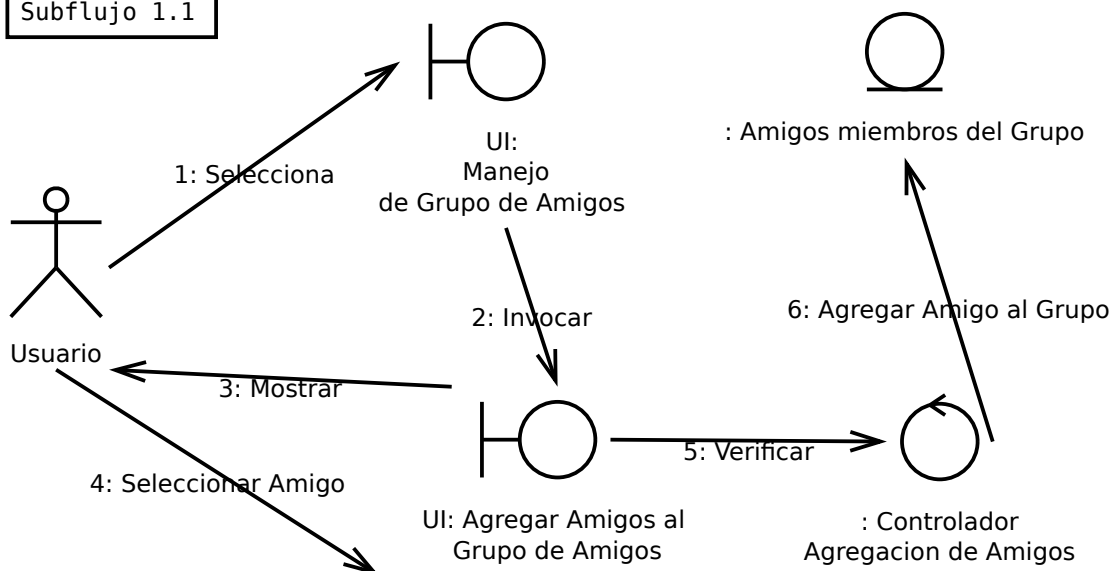 Subflujo 1.1
: Amigos miembros del Grupo
UI:
Manejo
de Grupo de Amigos
1: Selecciona
2: Invocar
6: Agregar Amigo al Grupo
Usuario
3: Mostrar
5: Verificar
4: Seleccionar Amigo
UI: Agregar Amigos al
Grupo de Amigos
: Controlador
Agregacion de Amigos